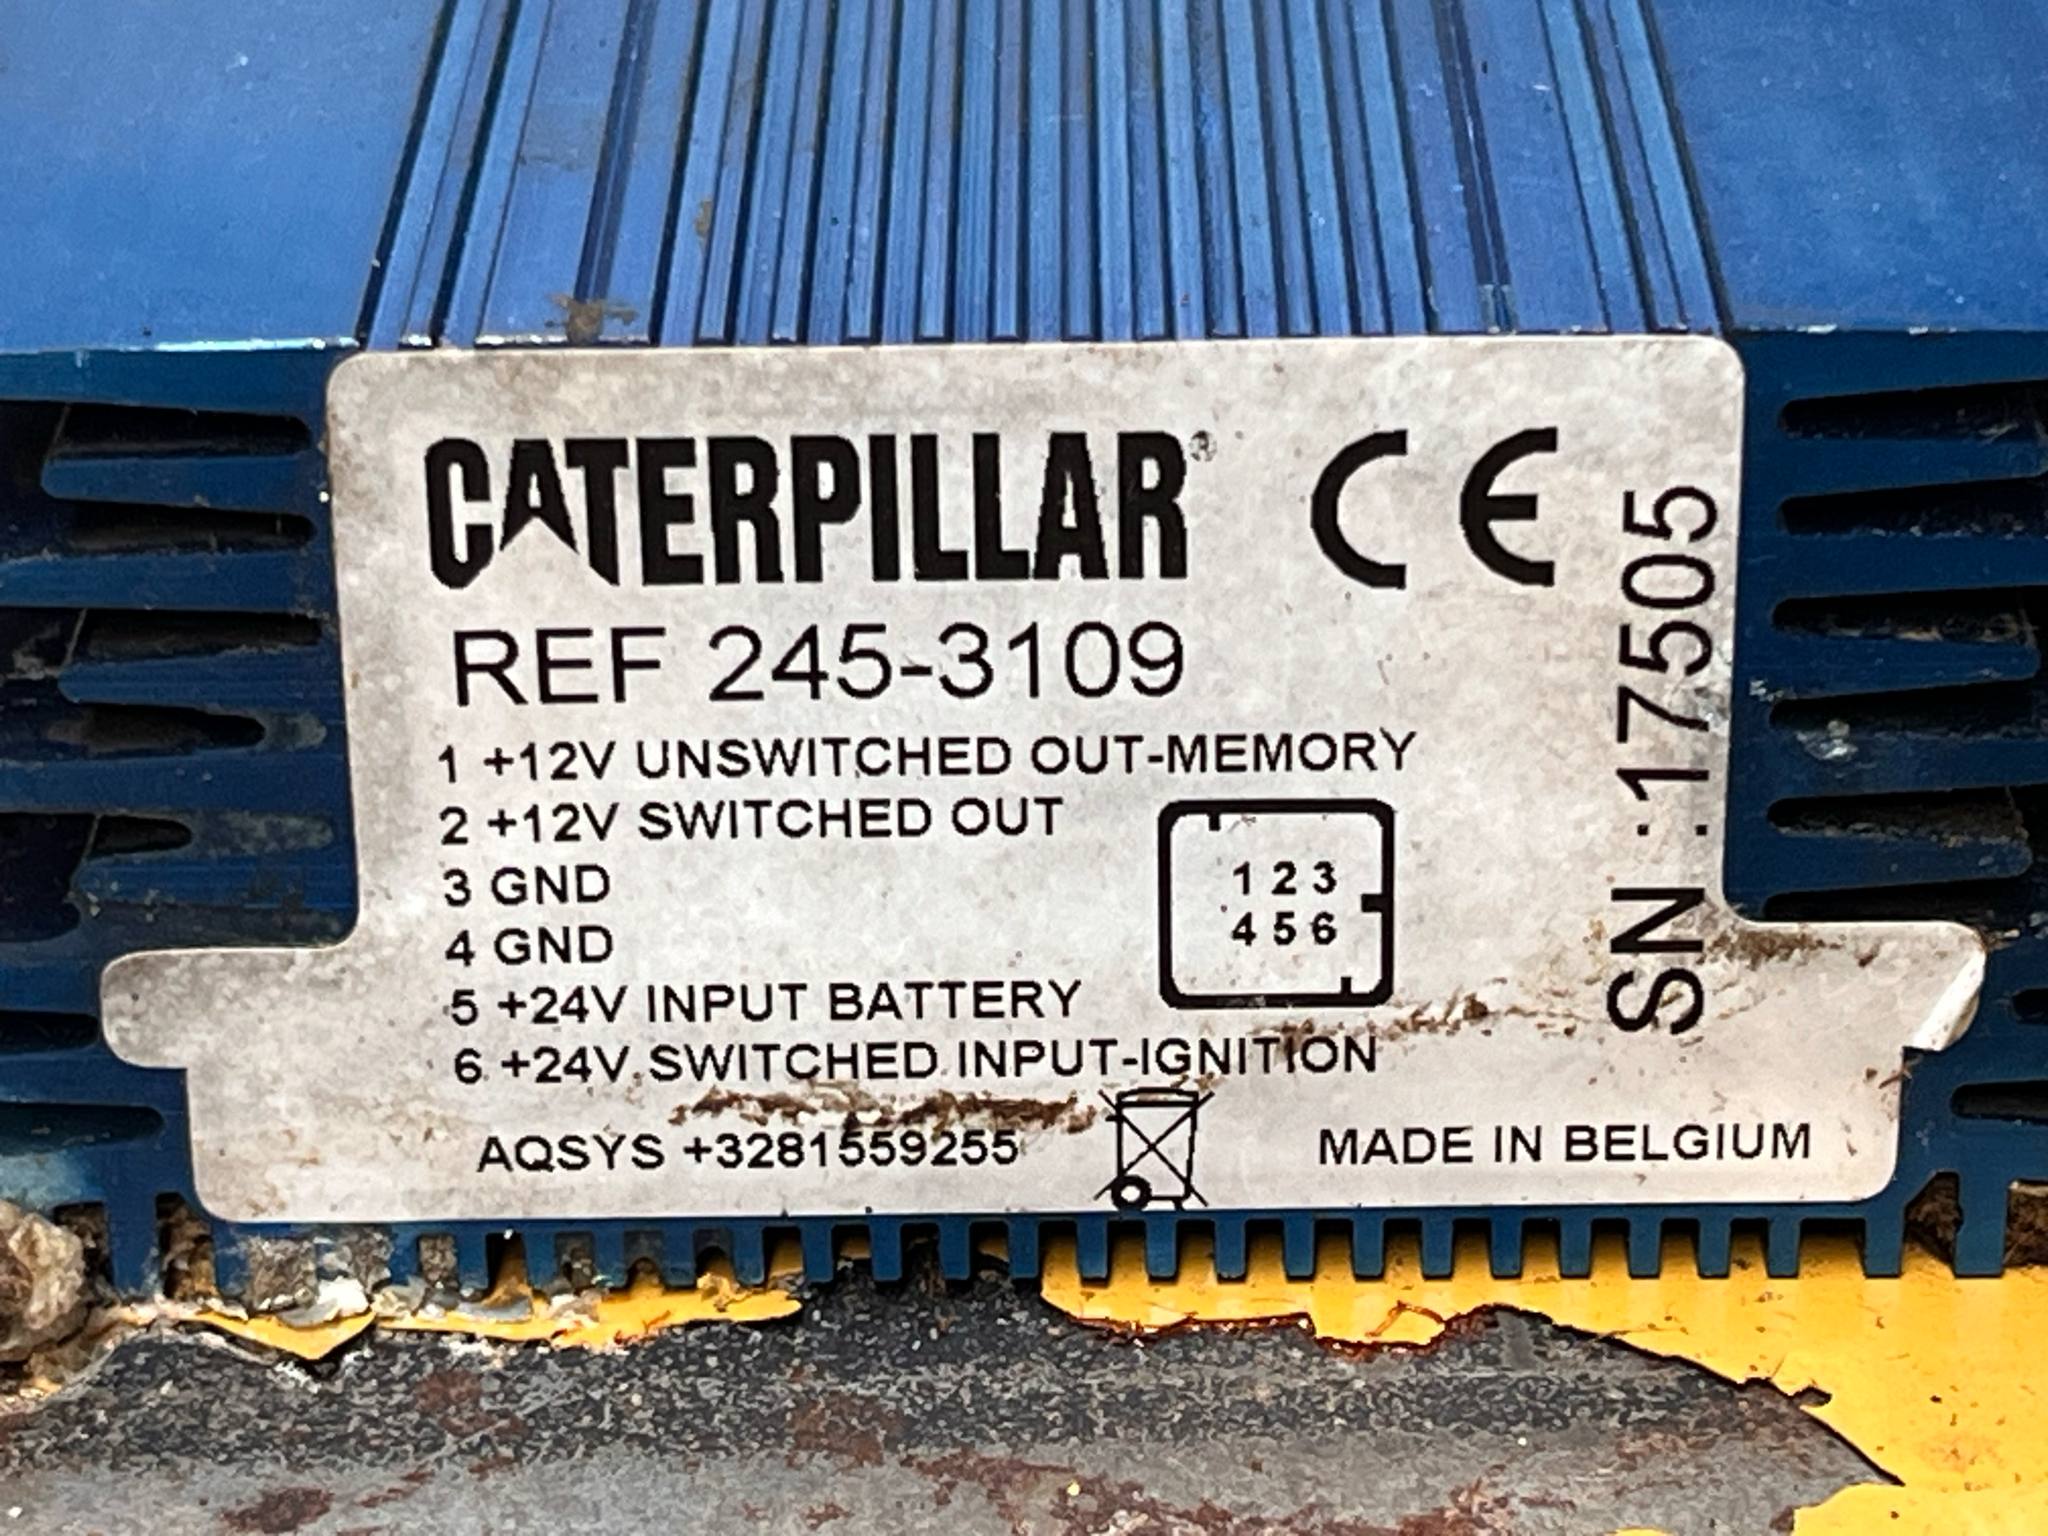 CATERPILLAR® CE
REF 245-3109
1 +12V UNSWITCHED OUT-MEMORY
2 +12V SWITCHED OUT
3 GND
4 GND
5 +24V INPUT BATTERY
6 +24V SWITCHED INPUT-IGNITION
1 2 3
4 5 6
SN :17505
AQSYS +3281559255
MADE IN BELGIUM